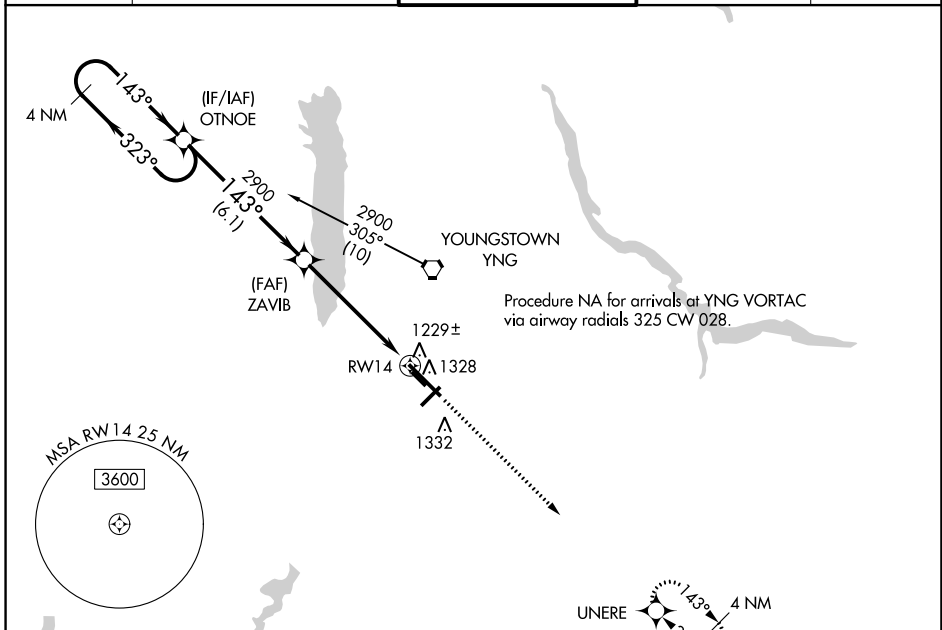 143°
4 NM
323°
(IF/IAF)
OTNOE
2900
143°
(6.1)
2900
305°
(10)
YOUNGSTOWN
YNG
(FAF)
ZAVIB
Procedure NA for arrivals at YNG VORTAC
via airway radials 325 CW 028.
1229±
RW14
1328
1332
MSA RW14 25 NM
3600
UNERE
143°
4 NM